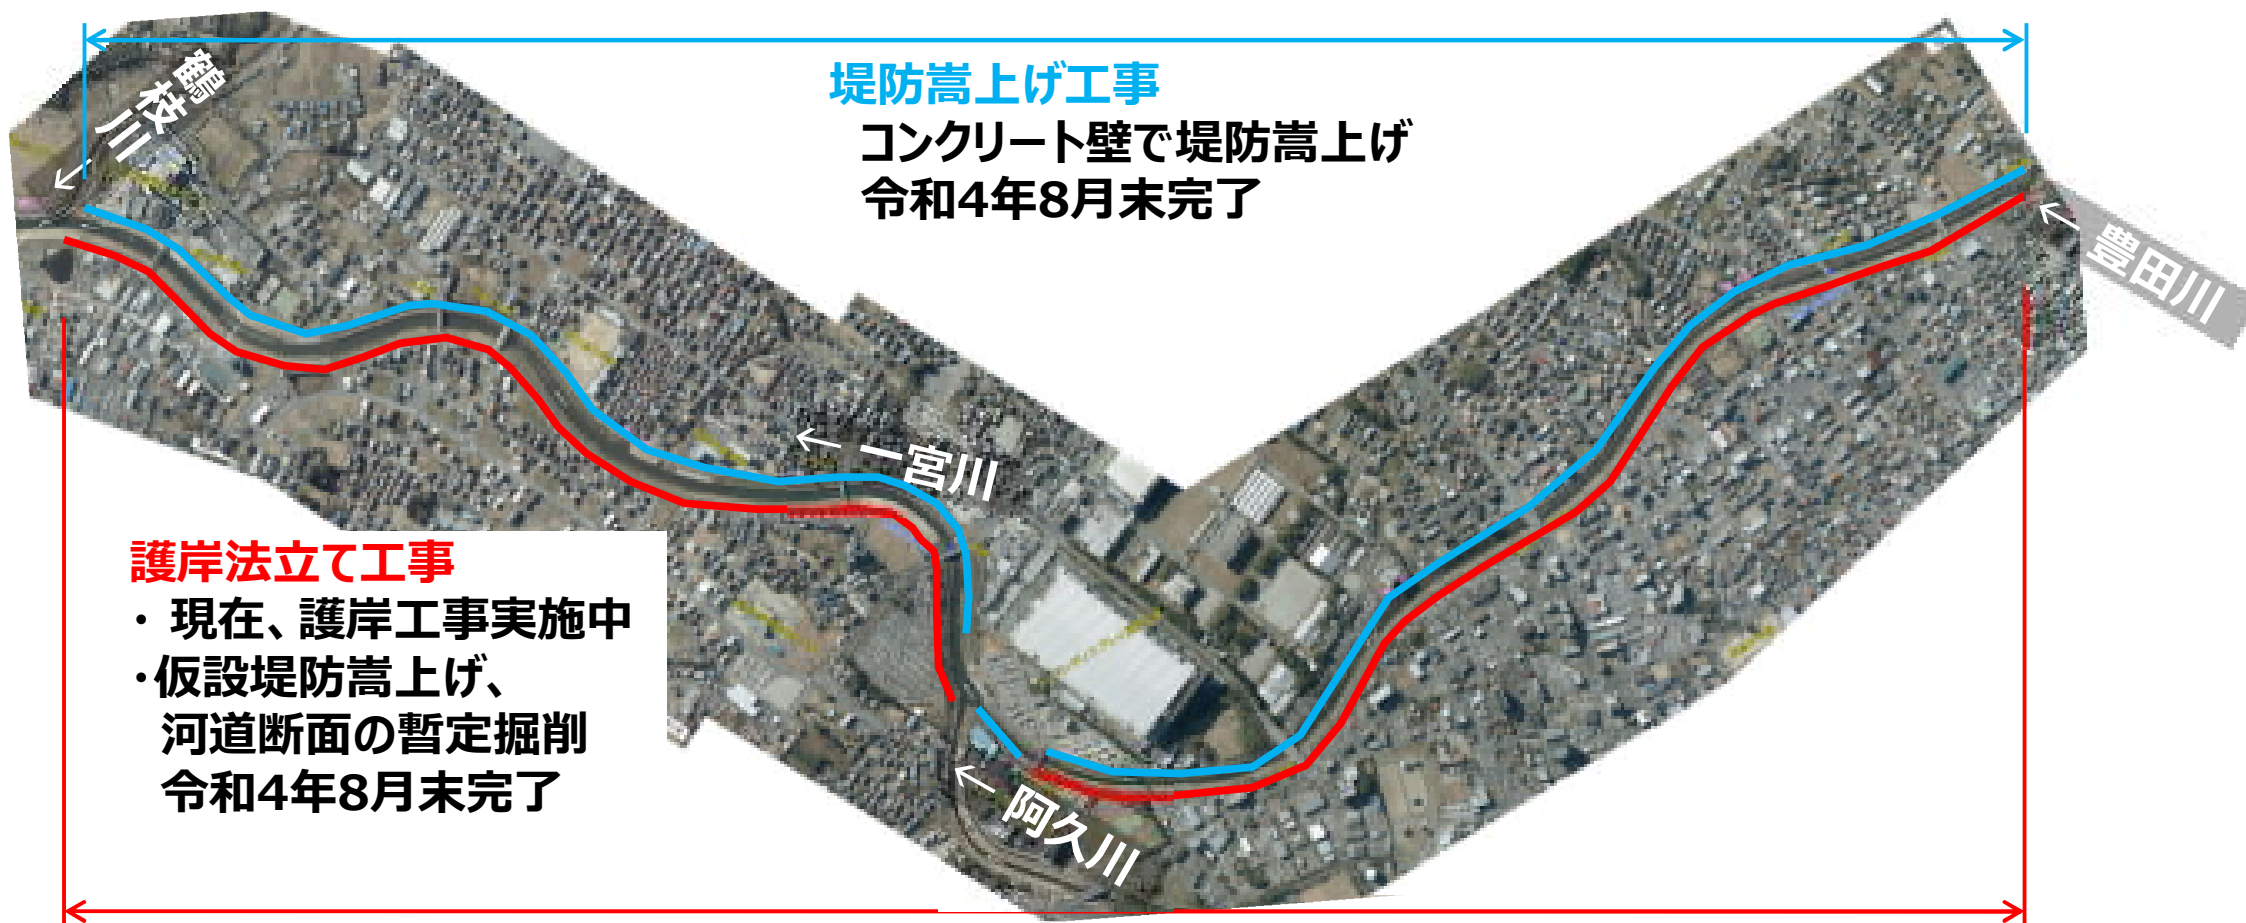 鶴枝川
←
堤防嵩上げ工事
コンクリート壁で堤防嵩上げ
令和4年8月末完了
← 豊田川
← 一宮川
護岸法立て工事
・ 現在、護岸工事実施中
・仮設堤防嵩上げ、
河道断面の暫定掘削
令和4年8月末完了
← 阿久川